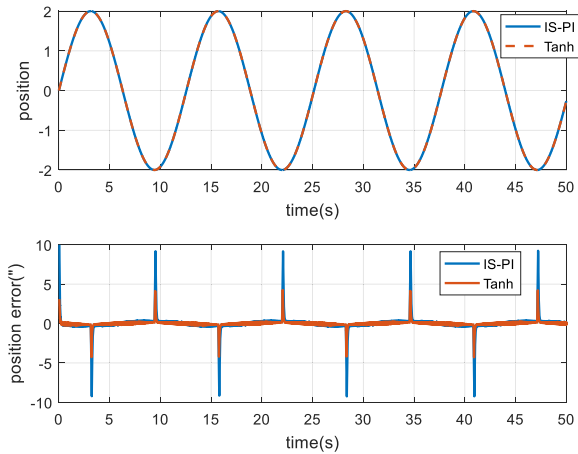 2
1
0
-1
-2
position
IS-PI
Tanh
0 5 10 15 20 25 30 35 40 45 50
time(s)
10
5
0
-5
-10
position error(")
IS-PI
Tanh
0 5 10 15 20 25 30 35 40 45 50
time(s)